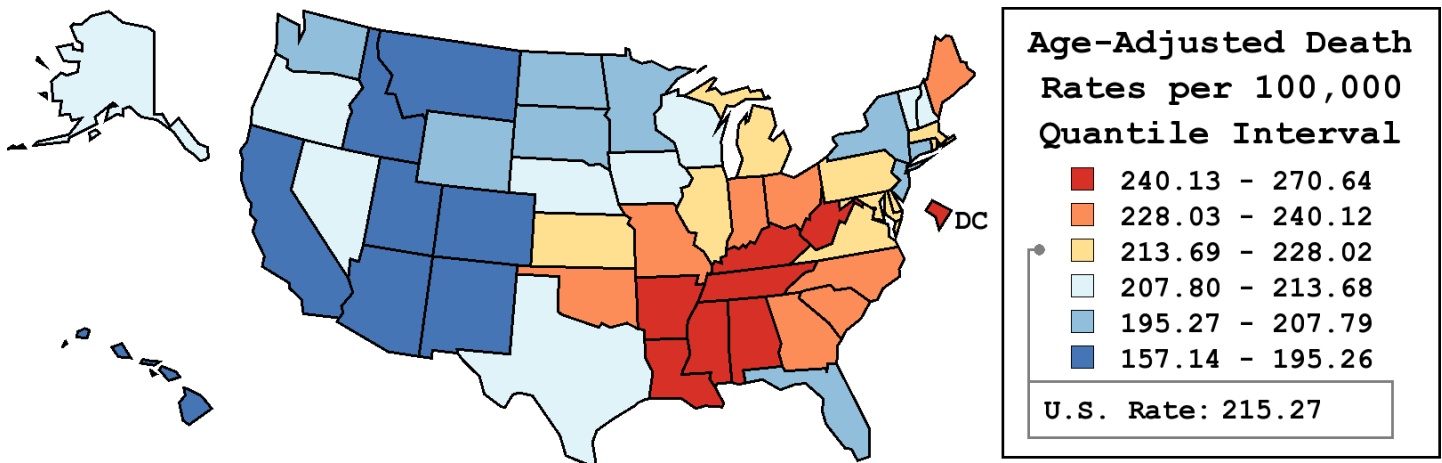 Age-Adjusted Death
Rates per 100,000
Quantile Interval
240.13 - 270.64
228.03 - 240.12
213.69 - 228.02
207.80 - 213.68
195.27 - 207.79
157.14 - 195.26
U.S. Rate: 215.27
DC